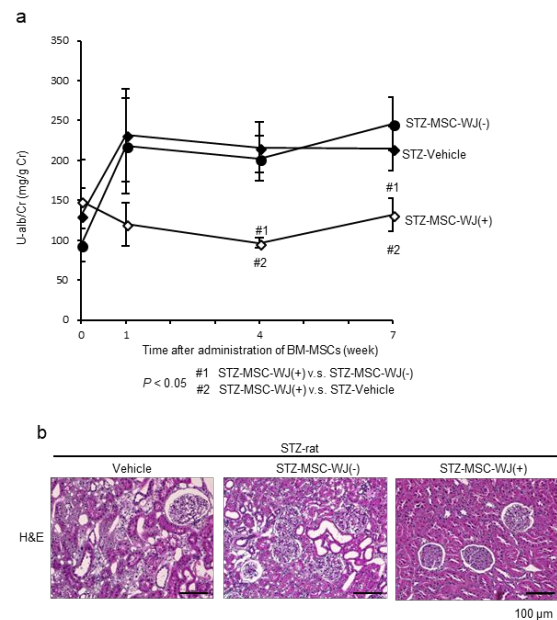 a
350
300
250
200
150
100
50
0
U-alb/Cr (mg/g Cr)
STZ-MSC-WJ(-)
STZ-Vehicle
#1
STZ-MSC-WJ(+)
#1
#2
#2
0 1 4 7
Time after administration of BM-MSCs (week)
P < 0.05
#1 STZ-MSC-WJ(+) v.s. STZ-MSC-WJ(-)
#2 STZ-MSC-WJ(+) v.s. STZ-Vehicle
b
STZ-rat
Vehicle STZ-MSC-WJ(-) STZ-MSC-WJ(+)
H&E
100 μm